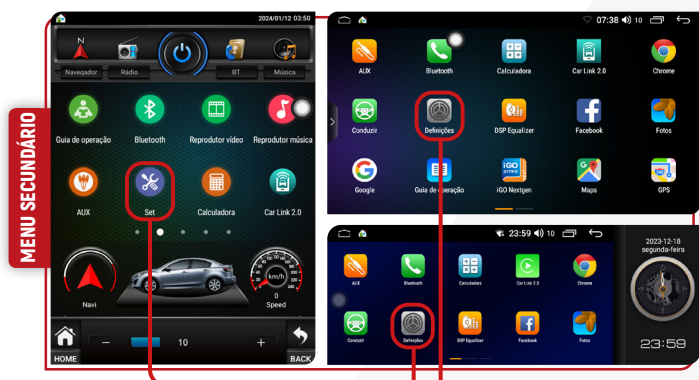 MENU SECUNDÁRIO
2024/01/12 03:50
N
Navegador Rádio BT Música
Guia de operação Bluetooth Reprodutor vídeo Reprodutor música
AUX Set Calculadora Car Link 2.0
Navi
km/h
0
Speed
HOME
− 10 +
BACK
07:38 10
AUX Bluetooth Calculadora Car Link 2.0 Chrome
Conduzir Definições DSP Equalizer Facebook Fotos
iGO
primo
Google Guia de operação iGO Nextgen Maps GPS
23:59 10
AUX Bluetooth Calculadora Car Link 2.0 Chrome
Conduzir Definições DSP Equalizer Facebook Fotos
2023-12-18
segunda-feira
23:59